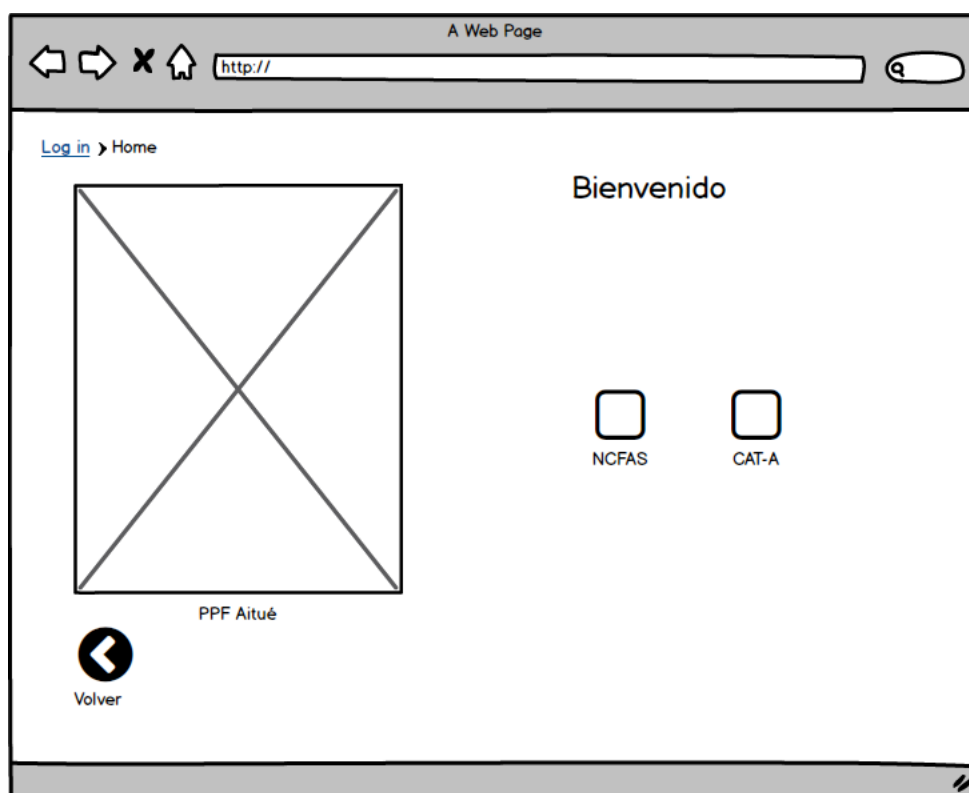 A Web Page
http://
Log in > Home
Bienvenido
NCFAS
CAT-A
PPF Aitué
Volver